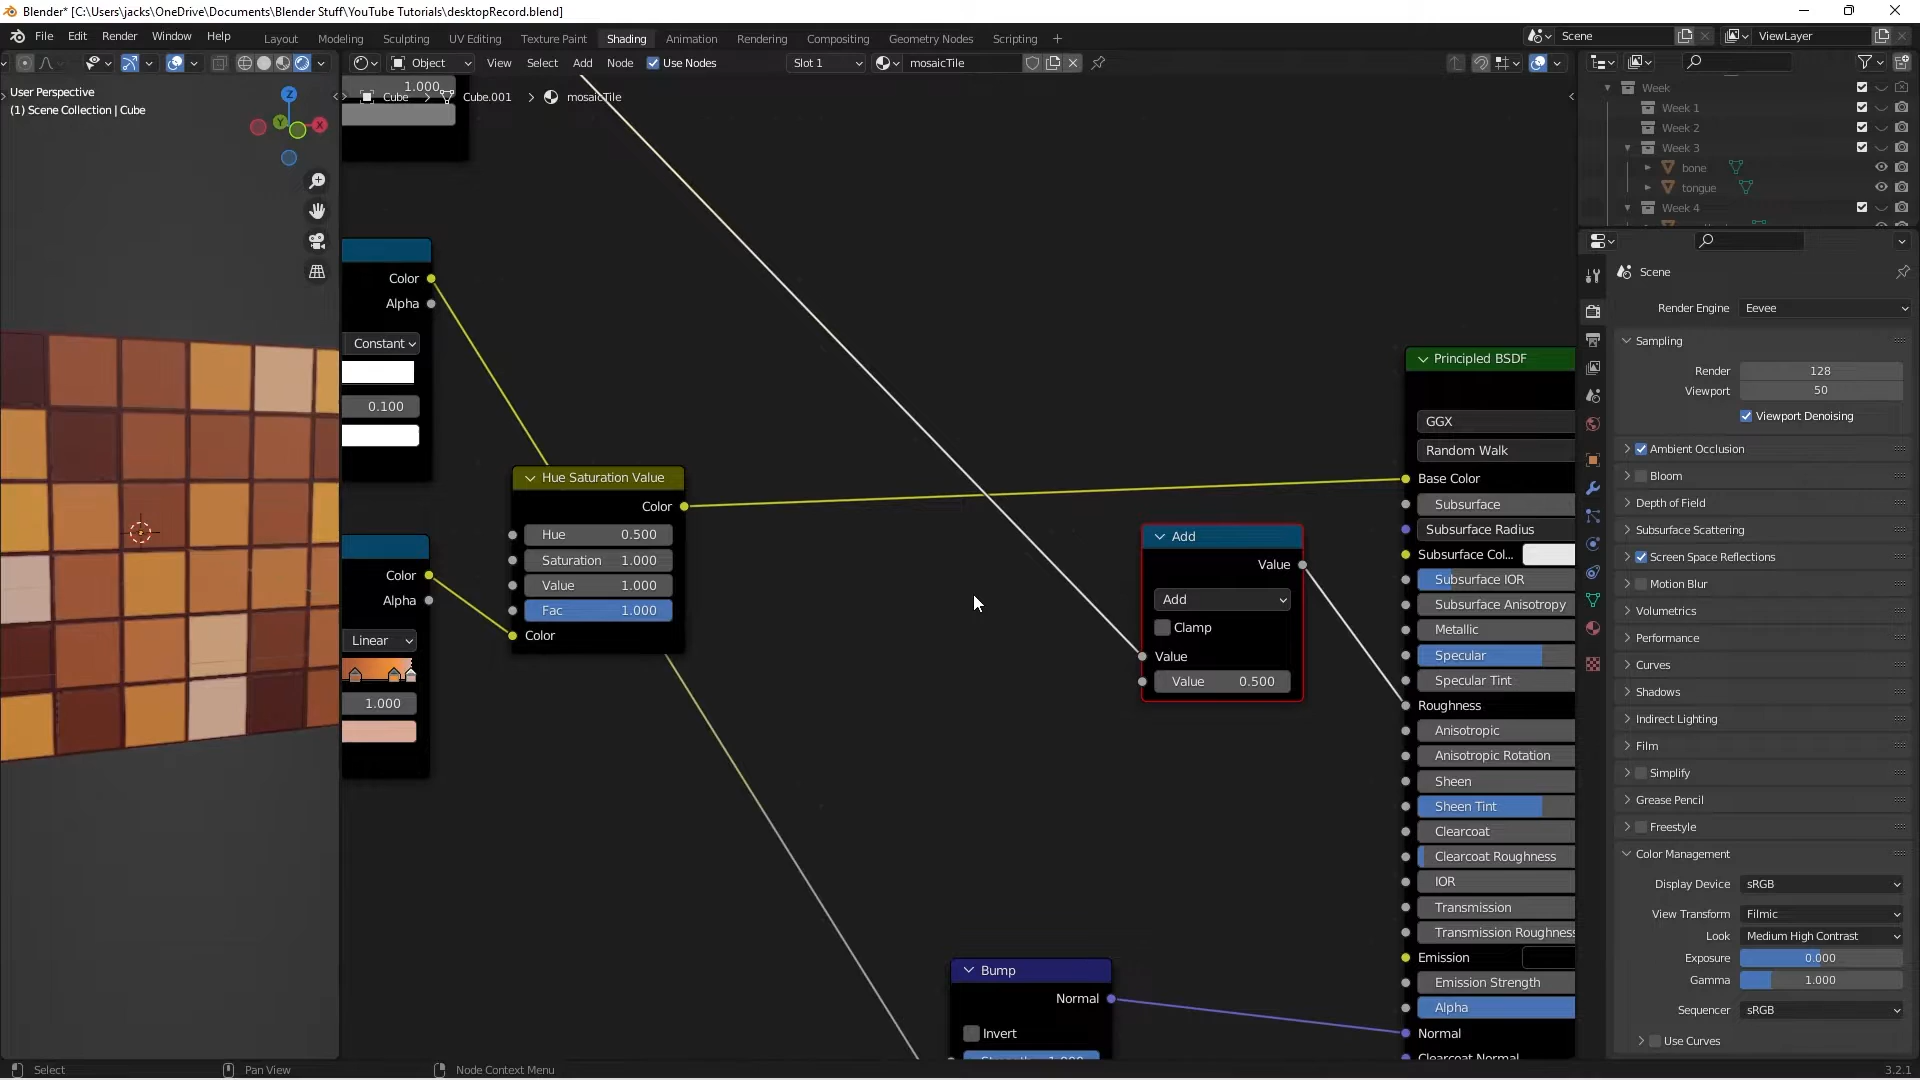 Blender* [C:\Users\jacks\OneDrive\Documents\Blender Stuff\YouTube Tutorials\desktopRecord.blend]
File Edit Render Window Help Layout Modeling Sculpting UV Editing Texture Paint Shading Animation Rendering Compositing Geometry Nodes Scripting + Scene ViewLayer
Object View Select Add Node Use Nodes Slot 1 mosaicTile
User Perspective
(1) Scene Collection | Cube
Z
Y
X
1.000
Cube > Cube.001 > mosaicTile
Color
Alpha
Constant
0.100
Color
Alpha
Linear
1.000
Hue Saturation Value
Color
Hue 0.500
Saturation 1.000
Value 1.000
Fac 1.000
Color
Add
Value
Add
Clamp
Value
Value 0.500
Bump
Normal
Invert
Strength 1.000
Principled BSDF
GGX
Random Walk
Base Color
Subsurface
Subsurface Radius
Subsurface Col...
Subsurface IOR
Subsurface Anisotropy
Metallic
Specular
Specular Tint
Roughness
Anisotropic
Anisotropic Rotation
Sheen
Sheen Tint
Clearcoat
Clearcoat Roughness
IOR
Transmission
Transmission Roughness
Emission
Emission Strength
Alpha
Normal
Clearcoat Normal
Week
Week 1
Week 2
Week 3
bone
tongue
Week 4
Scene
Render Engine Eevee
Sampling
Render 128
Viewport 50
Viewport Denoising
Ambient Occlusion
Bloom
Depth of Field
Subsurface Scattering
Screen Space Reflections
Motion Blur
Volumetrics
Performance
Curves
Shadows
Indirect Lighting
Film
Simplify
Grease Pencil
Freestyle
Color Management
Display Device sRGB
View Transform Filmic
Look Medium High Contrast
Exposure 0.000
Gamma 1.000
Sequencer sRGB
Use Curves
Select Pan View Node Context Menu 3.2.1